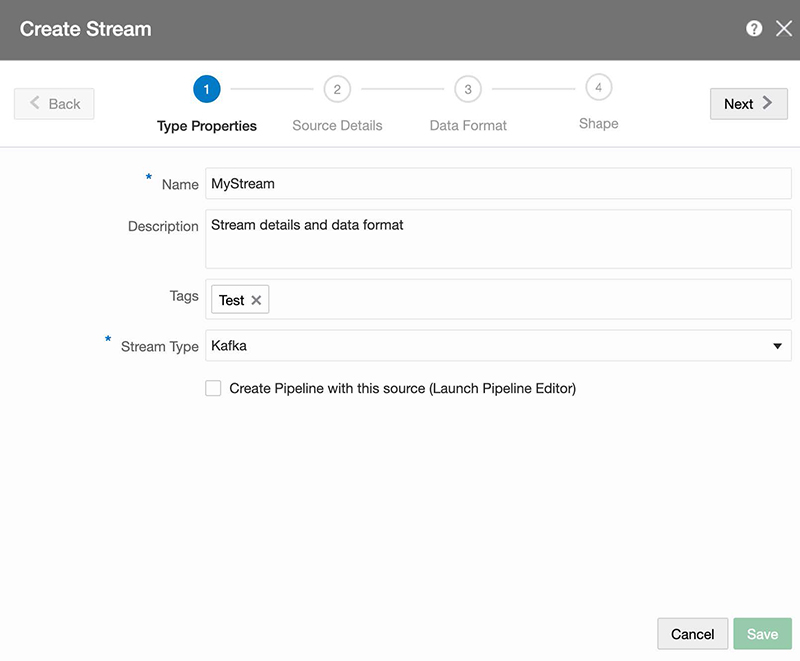 Create Stream
?
Back
1
2
3
4
Next
Type Properties
Source Details
Data Format
Shape
* Name
MyStream
Description
Stream details and data format
Tags
Test
* Stream Type
Kafka
Create Pipeline with this source (Launch Pipeline Editor)
Cancel
Save